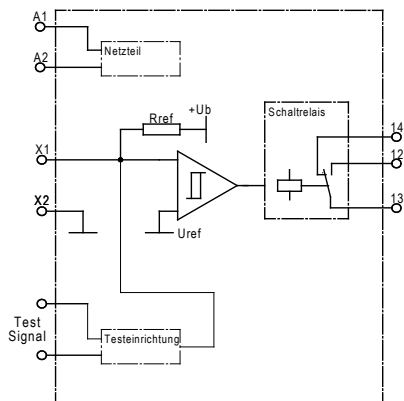 A1
Netzteil
A2
+Ub
Rref
Schaltrelais
14
X1
12
X2
13
Uref
Test
Signal
Testeinrichtung